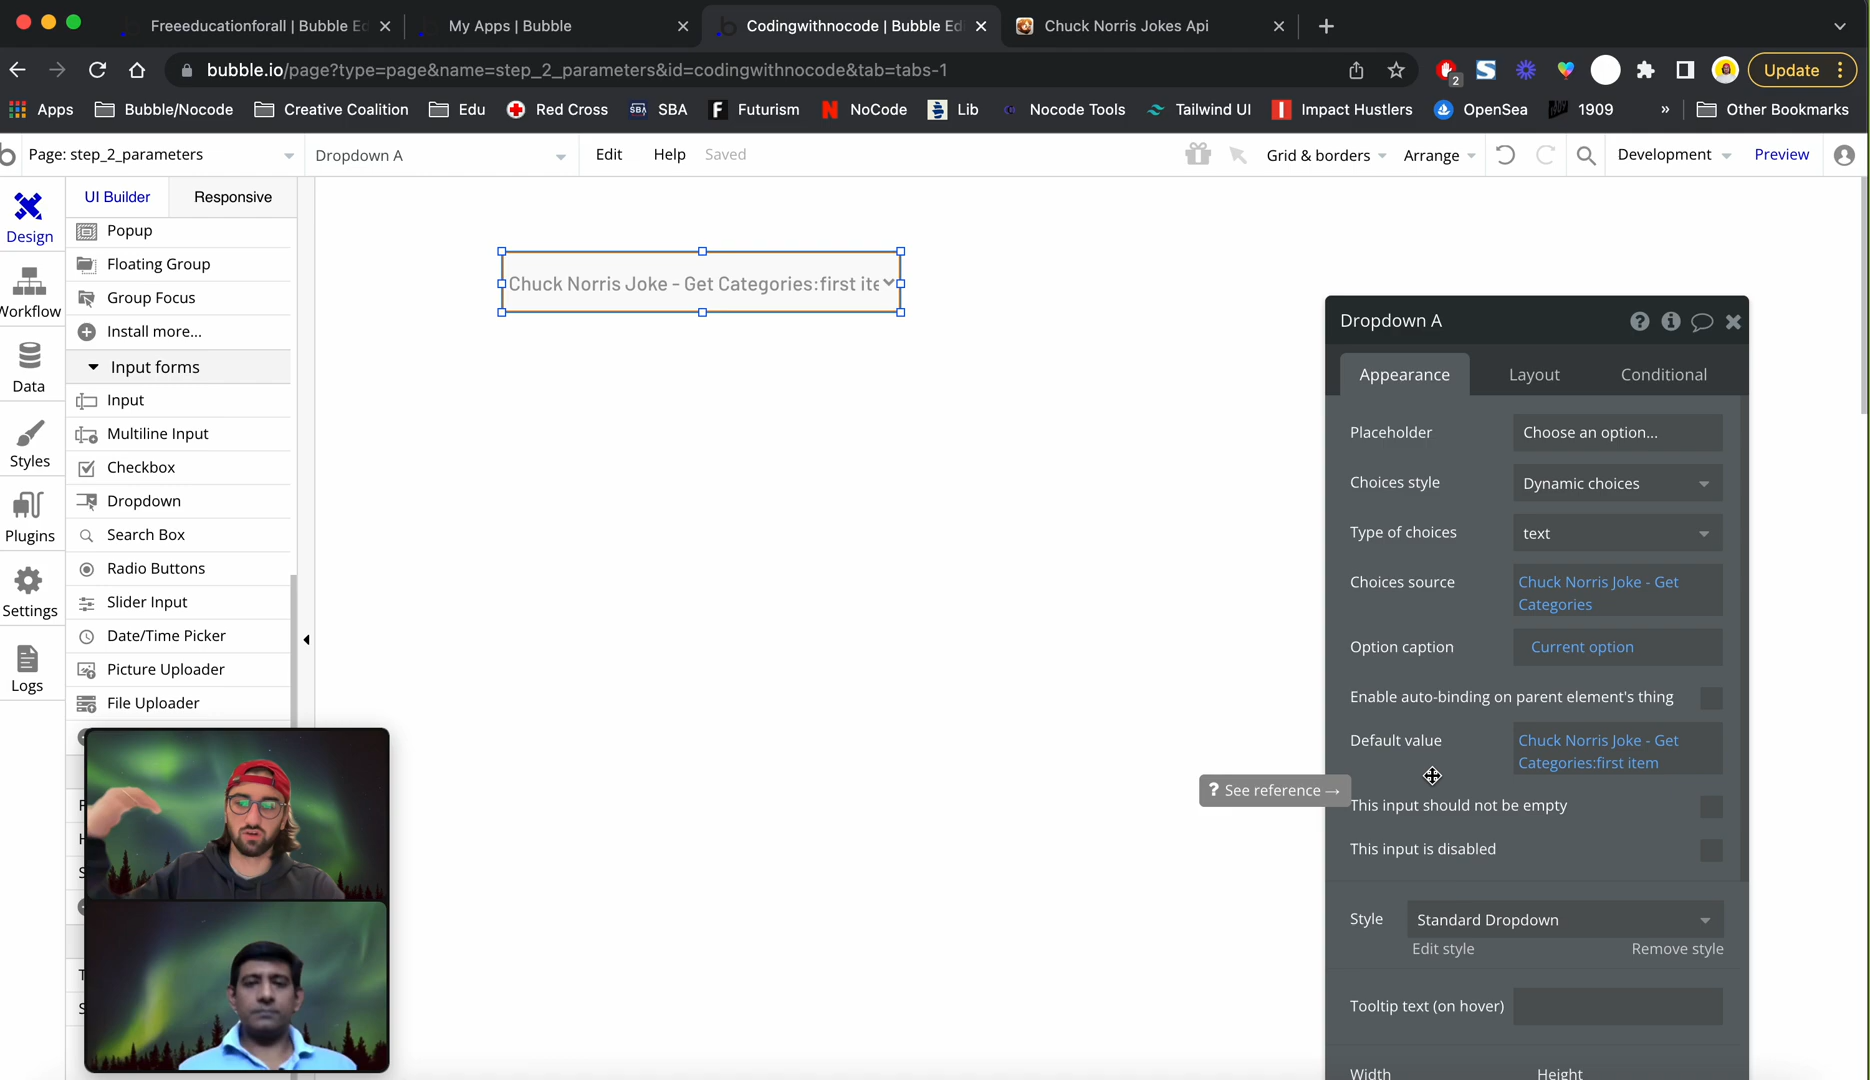 Freeeducationforall | Bubble Ed
My Apps | Bubble
Codingwithnocode | Bubble Edi
Chuck Norris Jokes Api
bubble.io/page?type=page&name=step_2_parameters&id=codingwithnocode&tab=tabs-1
2
Update
Apps
Bubble/Nocode
Creative Coalition
Edu
Red Cross
SBA
SBA
Futurism
NoCode
Lib
Nocode Tools
Tailwind UI
Impact Hustlers
OpenSea
1909
»
Other Bookmarks
Page: step_2_parameters
Dropdown A
Edit
Help
Saved
Grid & borders
Arrange
Development
Preview
UI Builder
Responsive
Design
Workflow
Data
Styles
Plugins
Settings
Logs
Popup
Floating Group
Group Focus
Install more...
Input forms
Input
Multiline Input
Checkbox
Dropdown
Search Box
Radio Buttons
Slider Input
Date/Time Picker
Picture Uploader
File Uploader
Chuck Norris Joke - Get Categories:first ite
Dropdown A
Appearance
Layout
Conditional
Placeholder
Choose an option...
Choices style
Dynamic choices
Type of choices
text
Choices source
Chuck Norris Joke - Get
Categories
Option caption
Current option
Enable auto-binding on parent element's thing
Default value
Chuck Norris Joke - Get
Categories:first item
? See reference →
This input should not be empty
This input is disabled
Style
Standard Dropdown
Edit style
Remove style
Tooltip text (on hover)
Width
Height